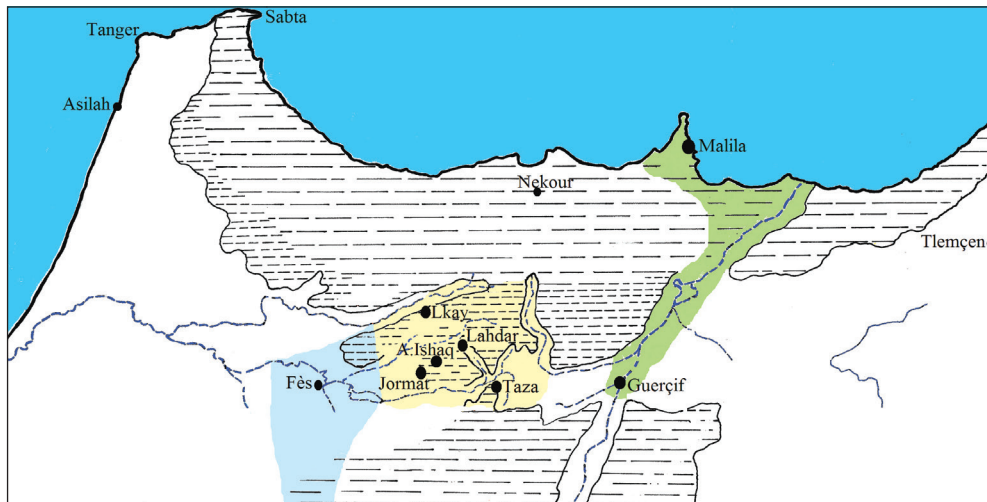 Sabta
Tanger
Asilah
Malila
Nekour
Tlemçen
Lkay
Lahdar
A.Ishaq
Fès
Jormat
Taza
Guerçif